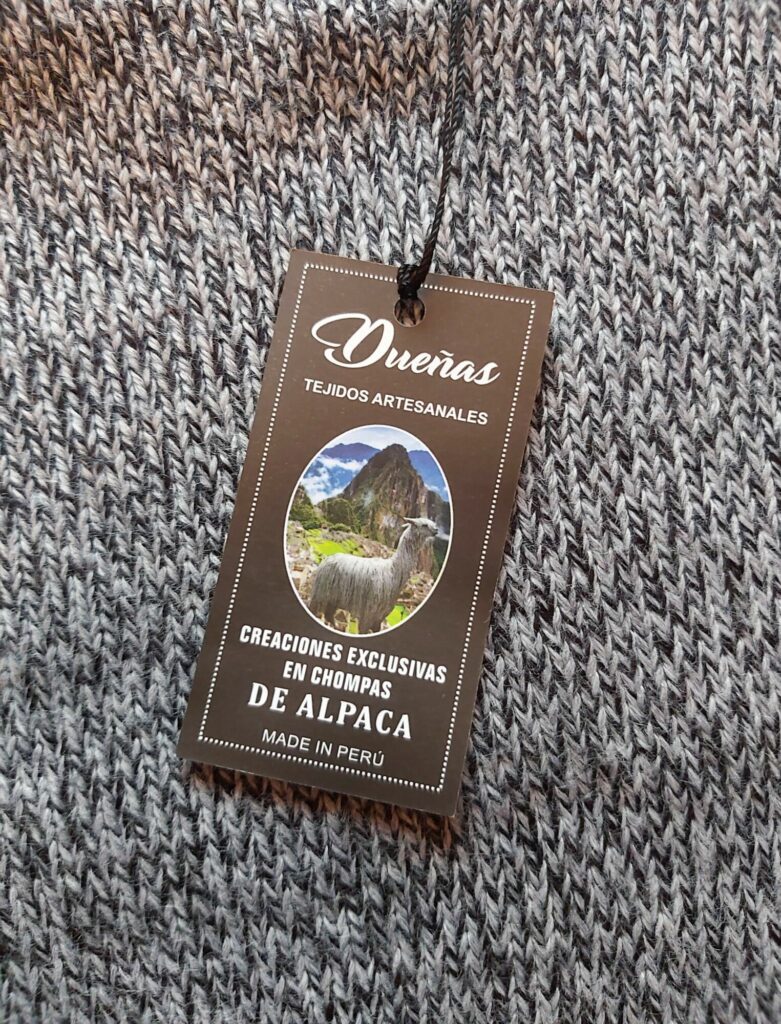 Dueñas
TEJIDOS ARTESANALES
CREACIONES EXCLUSIVAS
EN CHOMPAS
DE ALPACA
MADE IN PERÚ